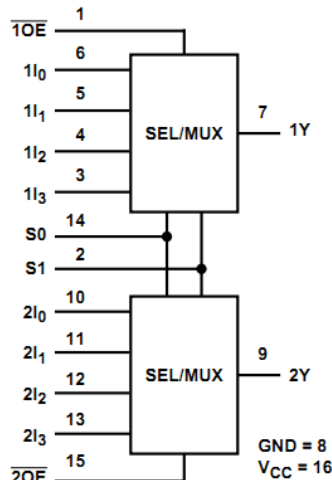 1
1OE
6
1I0
5
1I1
SEL/MUX
7
1Y
4
1I2
3
1I3
14
S0
2
S1
10
2I0
11
2I1
SEL/MUX
9
2Y
12
2I2
13
2I3
15
2OE
GND = 8
VCC = 16